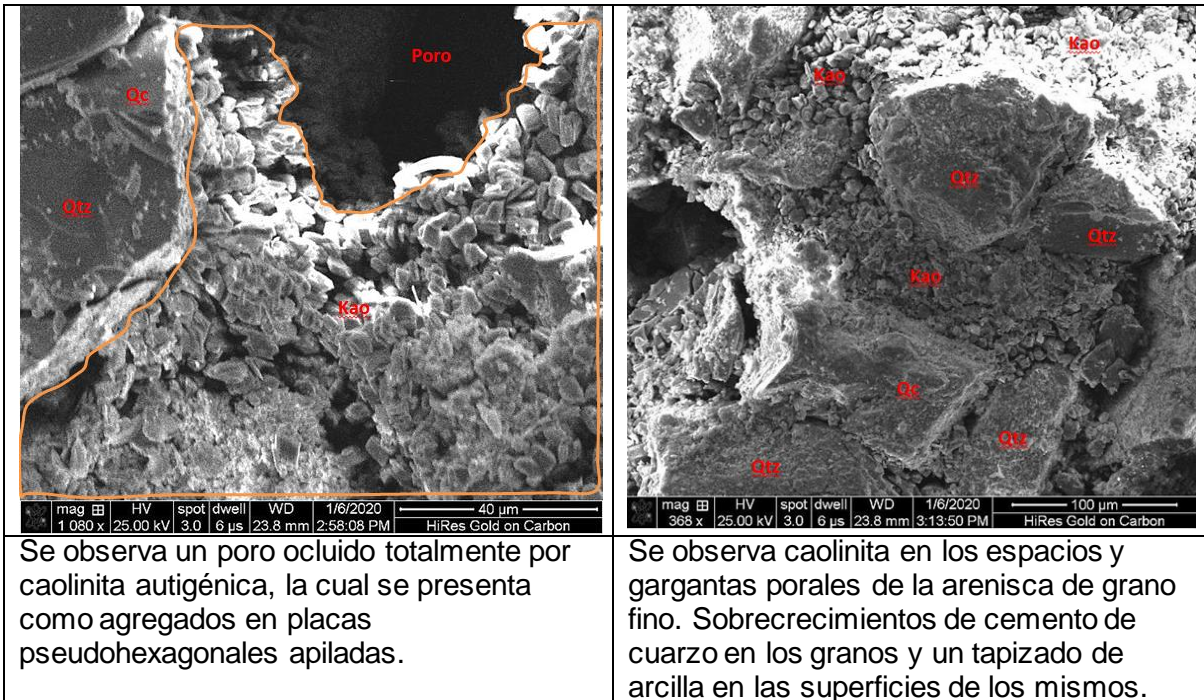 Poro
Qc
Qtz
Kao
mag HV spot dwell WD 1/6/2020 40 µm
1 080 x 25.00 kV 3.0 6 µs 23.8 mm 2:58:08 PM HiRes Gold on Carbon
Se observa un poro ocluido totalmente por
caolinita autigénica, la cual se presenta
como agregados en placas
pseudohexagonales apiladas.
Kao
Kao
Qtz
Qtz
Kao
Qc
Qtz
Qtz
mag HV spot dwell WD 1/6/2020 100 µm
368 x 25.00 kV 3.0 6 µs 23.8 mm 3:13:50 PM HiRes Gold on Carbon
Se observa caolinita en los espacios y
gargantas porales de la arenisca de grano
fino. Sobrecrecimientos de cemento de
cuarzo en los granos y un tapizado de
arcilla en las superficies de los mismos.